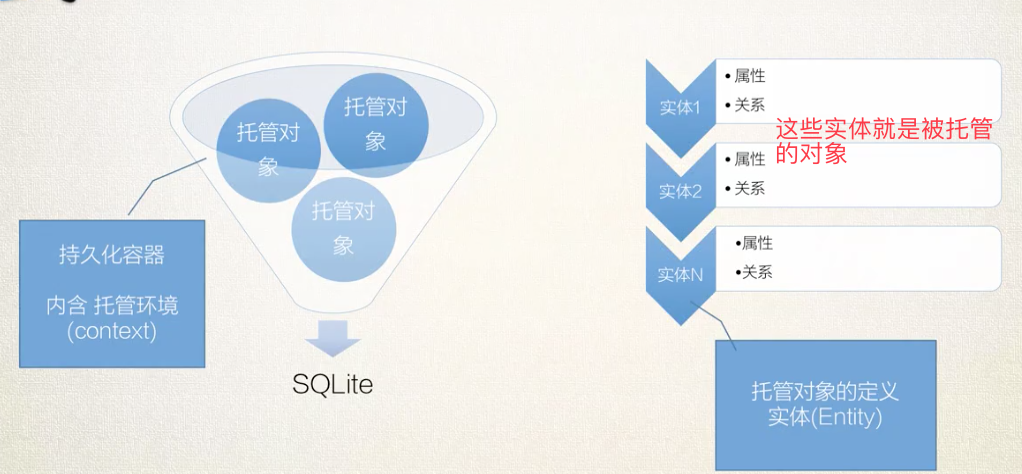 托管对
象
托管对
象
托管对
象
持久化容器
内含 托管环境
(context)
SQLite
实体1
• 属性
• 关系
这些实体就是被托管
的对象
实体2
• 属性
• 关系
实体N
•属性
•关系
托管对象的定义
实体(Entity)